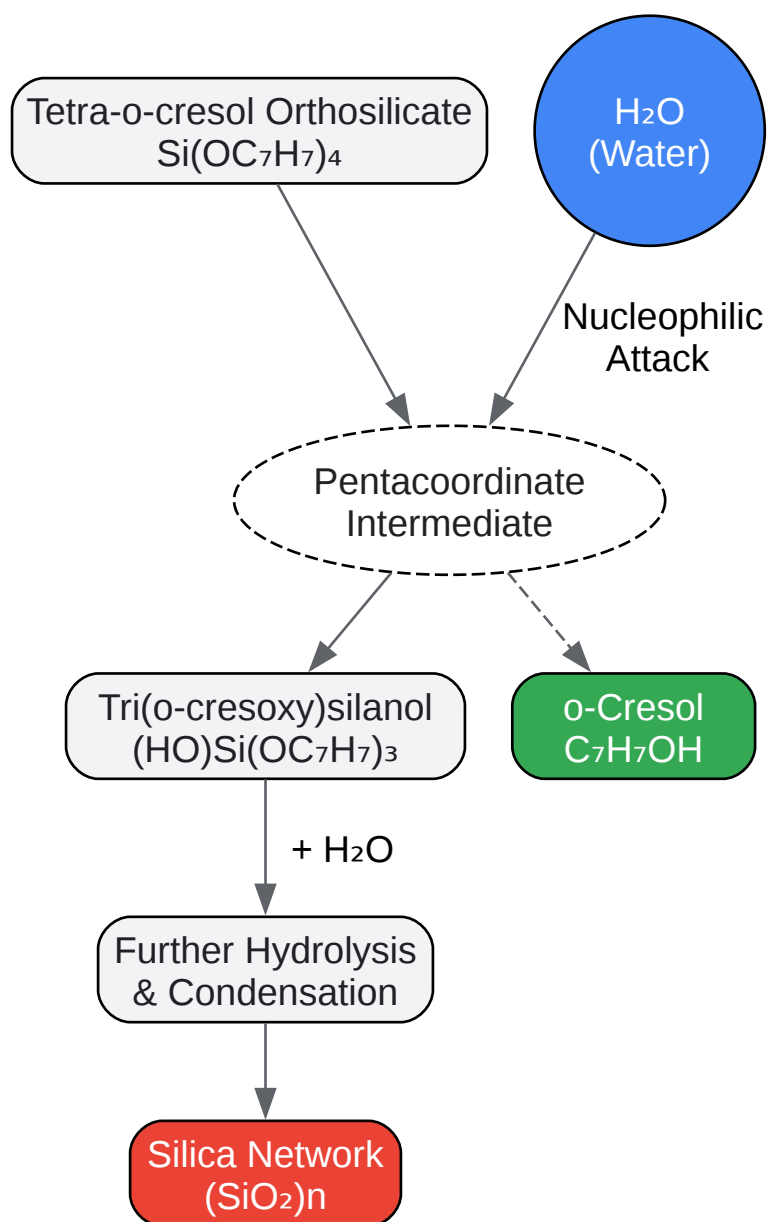 Tetra-o-cresol Orthosilicate
Si(OC₇H₇)₄
H₂O
(Water)
Nucleophilic
Attack
Pentacoordinate
Intermediate
Tri(o-cresoxy)silanol
(HO)Si(OC₇H₇)₃
o-Cresol
C₇H₇OH
+ H₂O
Further Hydrolysis
& Condensation
Silica Network
(SiO₂)n